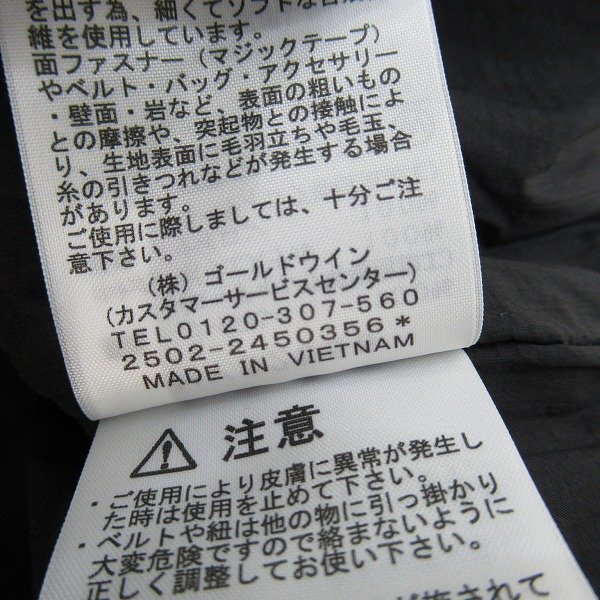 を出す為、細くてソフトな合
維を使用しています。
面ファスナー（マジックテープ）
やベルト・バッグ・アクセサリー
・壁面・岩など、表面の粗いもの
との摩擦や、突起物との接触によ
り、生地表面に毛羽立ちや毛玉、
糸の引きつれなどが発生する場合
があります。
ご使用に際しましては、十分ご注
意下さい。
（株）ゴールドウイン
(カスタマーサービスセンター)
TEL0120-307-560
2502-2450356*
MADE IN VIETNAM
注意
・ご使用により皮膚に異常が発生し
た時は使用を止めて下さい。
・ベルトや紐は他の物に引っ掛かり
大変危険ですので絡まないように
正しく調整してお使い下さい。
が施されて